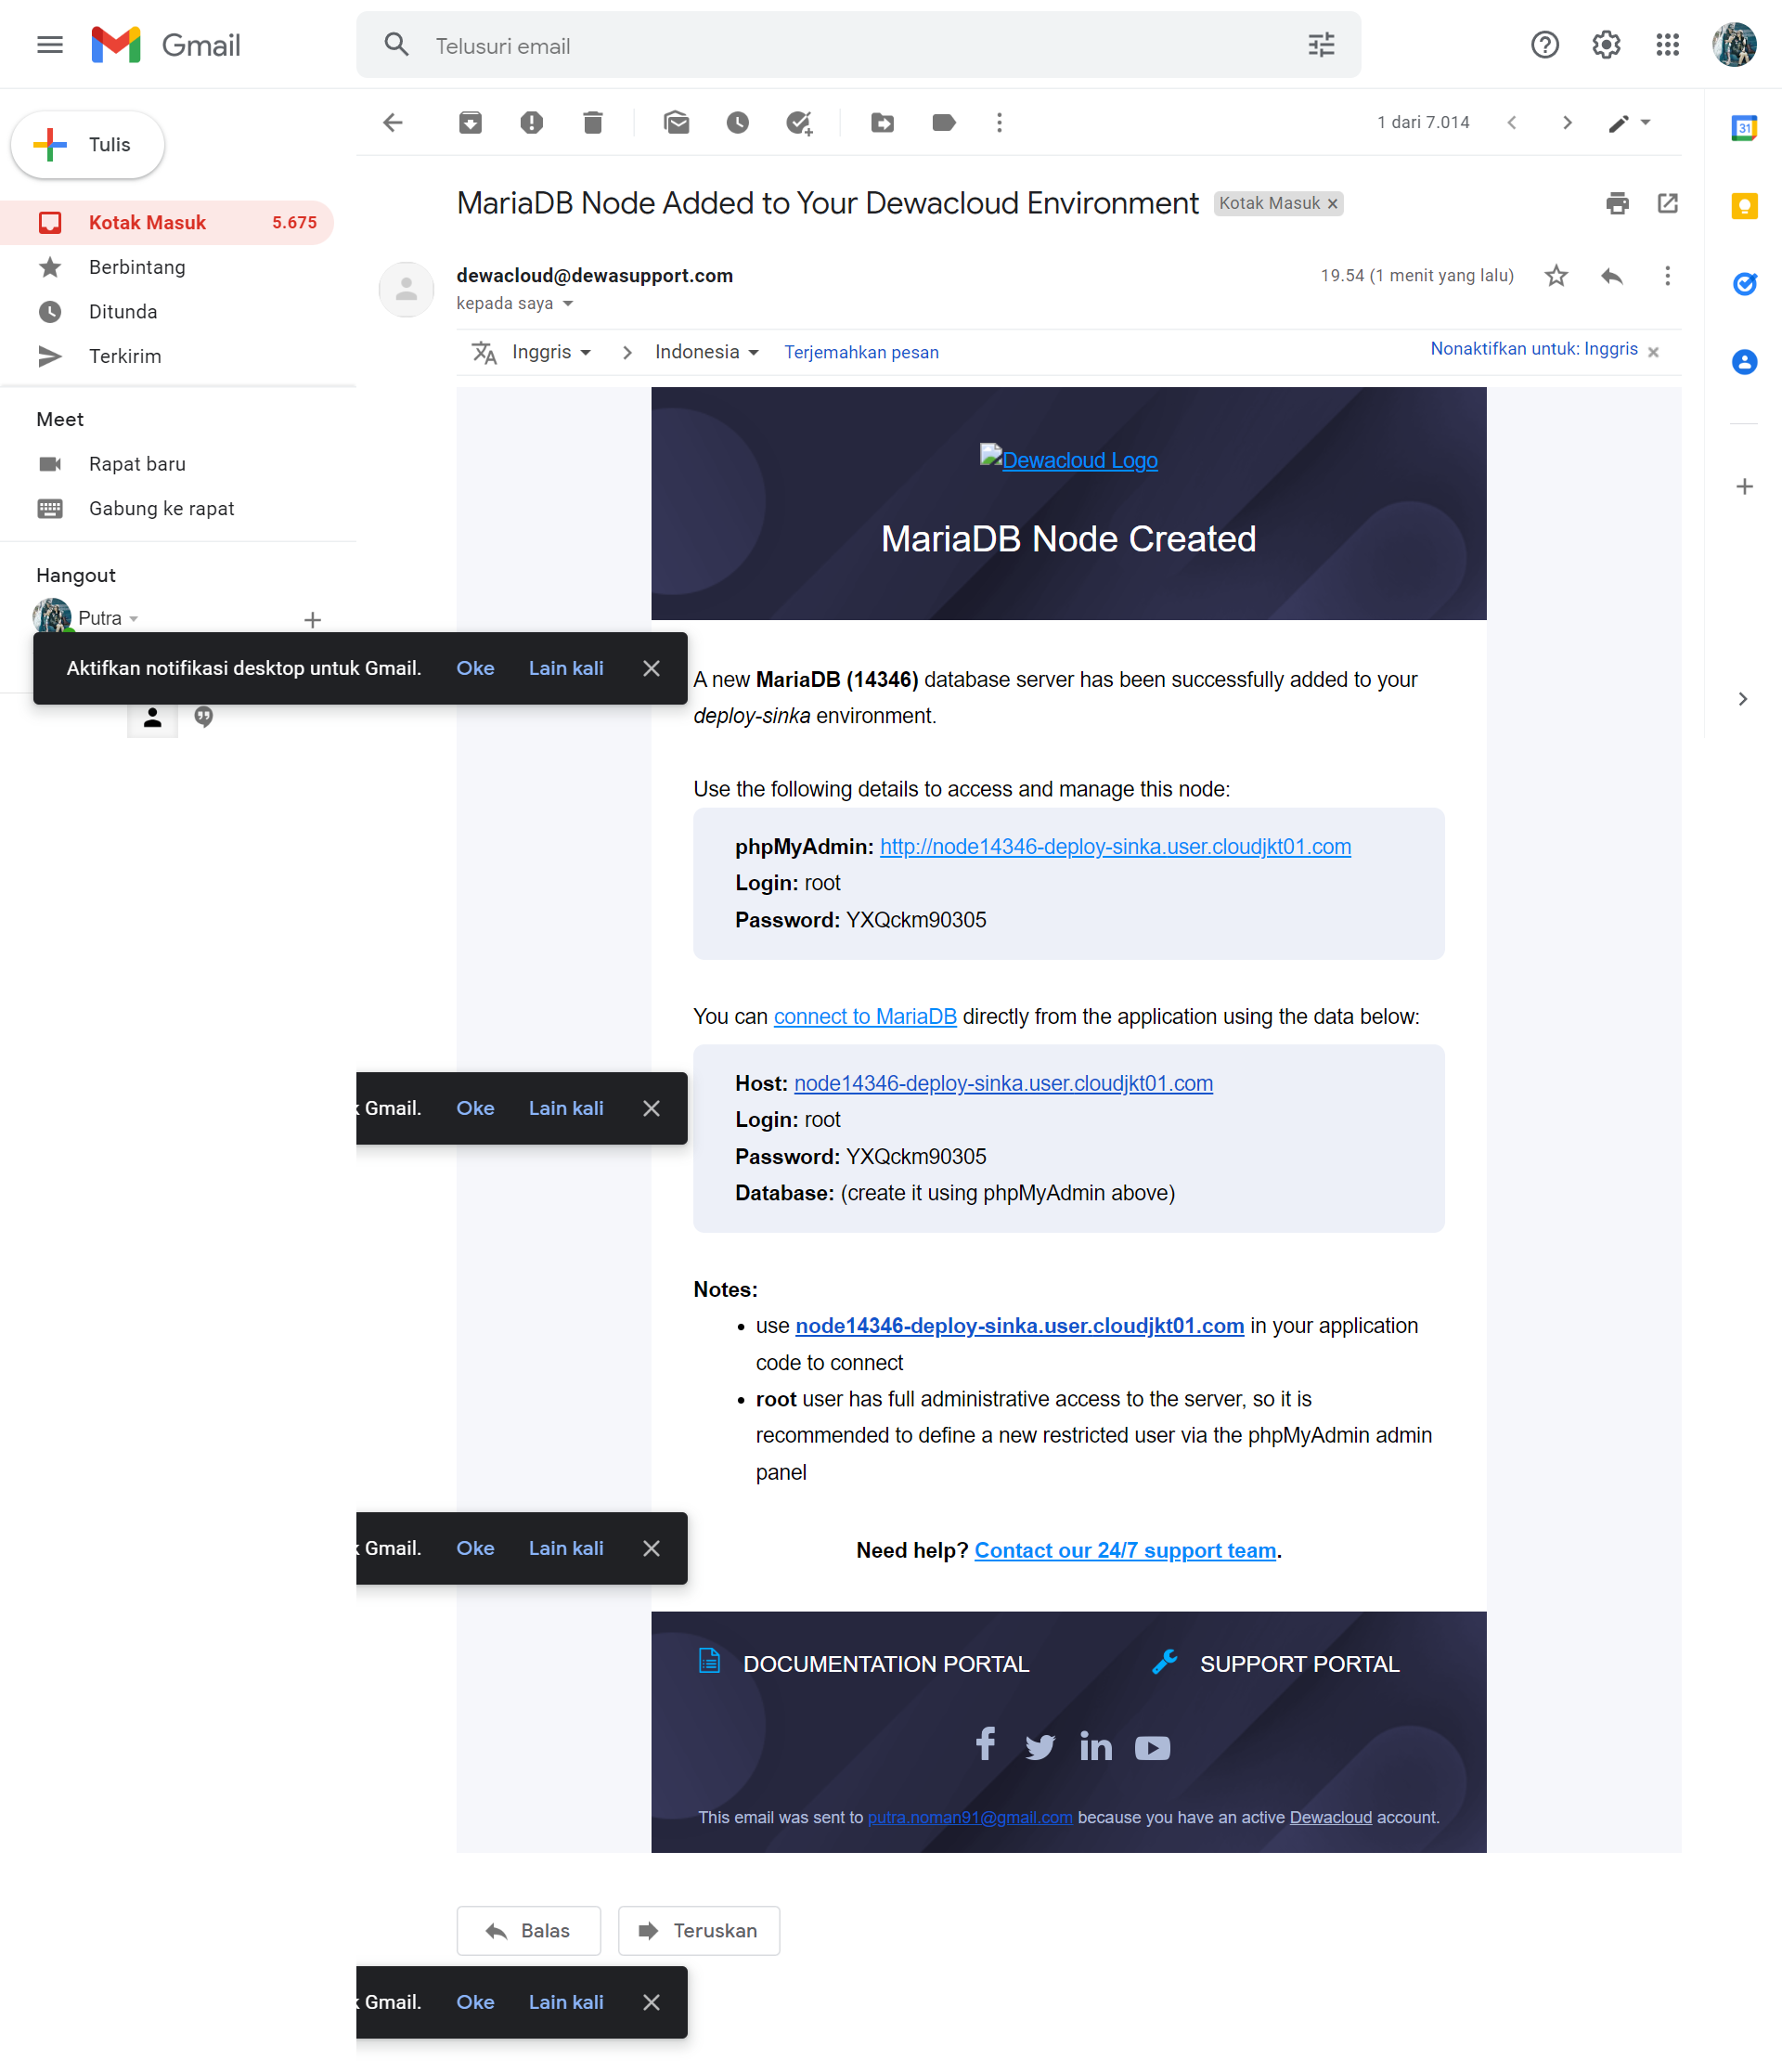 Gmail
Telusuri email
Tulis
1 dari 7.014
31
Kotak Masuk 5.675
Berbintang
Ditunda
Terkirim
Meet
Rapat baru
Gabung ke rapat
Hangout
Putra
Aktifkan notifikasi desktop untuk Gmail. Oke Lain kali
MariaDB Node Added to Your Dewacloud Environment Kotak Masuk
dewacloud@dewasupport.com
19.54 (1 menit yang lalu)
kepada saya
Inggris Indonesia Terjemahkan pesan Nonaktifkan untuk: Inggris
Dewacloud Logo
MariaDB Node Created
A new MariaDB (14346) database server has been successfully added to your
deploy-sinka environment.
Use the following details to access and manage this node:
phpMyAdmin: http://node14346-deploy-sinka.user.cloudjkt01.com
Login: root
Password: YXQckm90305
You can connect to MariaDB directly from the application using the data below:
Host: node14346-deploy-sinka.user.cloudjkt01.com
Gmail. Oke Lain kali
Login: root
Password: YXQckm90305
Database: (create it using phpMyAdmin above)
Notes:
use node14346-deploy-sinka.user.cloudjkt01.com in your application
code to connect
root user has full administrative access to the server, so it is
recommended to define a new restricted user via the phpMyAdmin admin
panel
Gmail. Oke Lain kali
Need help? Contact our 24/7 support team.
DOCUMENTATION PORTAL SUPPORT PORTAL
This email was sent to putra.noman91@gmail.com because you have an active Dewacloud account.
Balas Teruskan
Gmail. Oke Lain kali